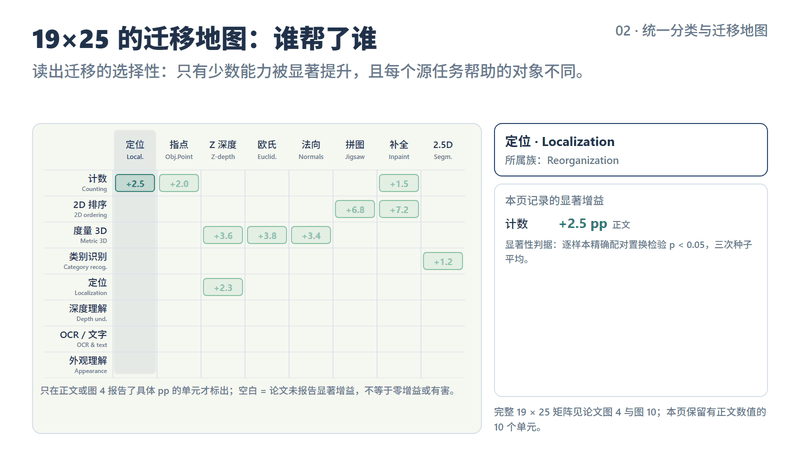 19×25 的迁移地图：谁帮了谁
02 · 统一分类与迁移地图
读出迁移的选择性：只有少数能力被显著提升，且每个源任务帮助的对象不同。
定位 指点 Z 深度 欧氏 法向 拼图 补全 2.5D
Local. Obj.Point Z-depth Euclid. Normals Jigsaw Inpaint Segm.
计数 +2.5 +2.0 +1.5
Counting
2D 排序 +6.8 +7.2
2D ordering
度量 3D +3.6 +3.8 +3.4
Metric 3D
类别识别 +1.2
Category recog.
定位 +2.3
Localization
深度理解
Depth und.
OCR / 文字
OCR & text
外观理解
Appearance
只在正文或图 4 报告了具体 pp 的单元才标出；空白 = 论文未报告显著增益，不等于零增益或有害。
定位 · Localization
所属族：Reorganization
本页记录的显著增益
计数 +2.5 pp 正文
显著性判据：逐样本精确配对置换检验 p < 0.05，三次种子
平均。
完整 19 × 25 矩阵见论文图 4 与图 10；本页保留有正文数值的
10 个单元。